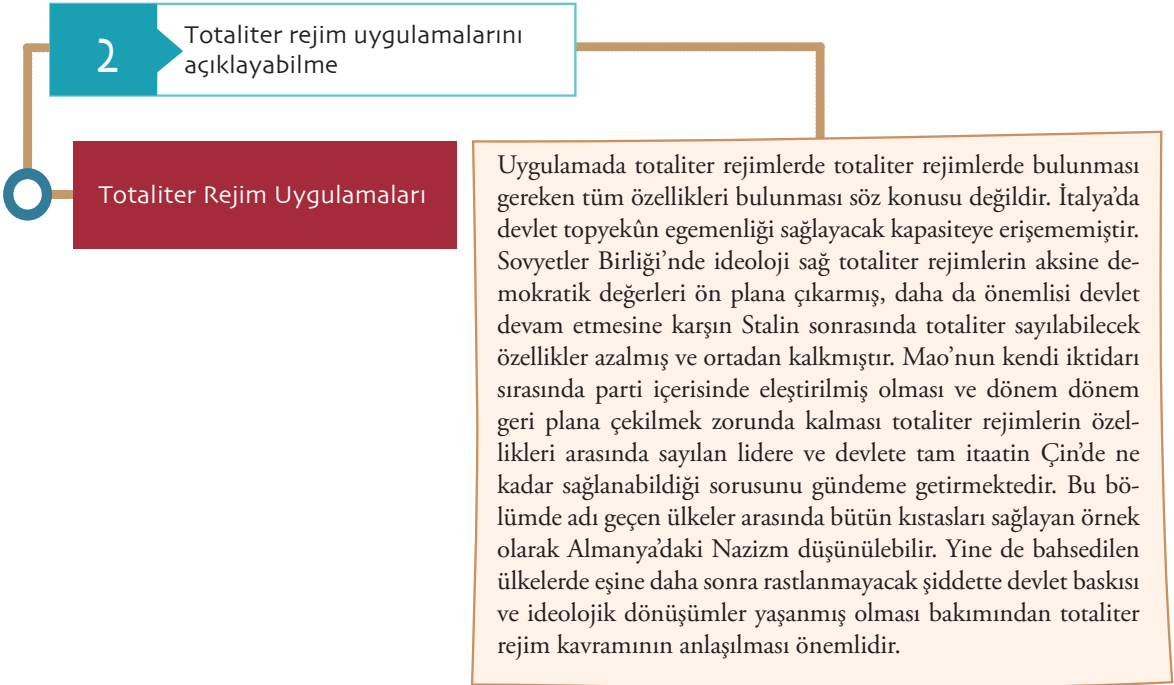 2
Totaliter rejim uygulamalarını
açıklayabilme
Totaliter Rejim Uygulamaları
Uygulamada totaliter rejimlerde totaliter rejimlerde bulunması
gereken tüm özellikleri bulunması söz konusu değildir. İtalya’da
devlet topyekûn egemenliği sağlayacak kapasiteye erişememiştir.
Sovyetler Birliği’nde ideoloji sağ totaliter rejimlerin aksine de-
mokratik değerleri ön plana çıkarmış, daha da önemlisi devlet
devam etmesine karşın Stalin sonrasında totaliter sayılabilecek
özellikler azalmış ve ortadan kalkmıştır. Mao’nun kendi iktidarı
sırasında parti içerisinde eleştirilmiş olması ve dönem dönem
geri plana çekilmek zorunda kalması totaliter rejimlerin özel-
likleri arasında sayılan lidere ve devlete tam itaatin Çin’de ne
kadar sağlanabildiği sorusunu gündeme getirmektedir. Bu bö-
lümde adı geçen ülkeler arasında bütün kıstasları sağlayan örnek
olarak Almanya’daki Nazizm düşünülebilir. Yine de bahsedilen
ülkelerde eşine daha sonra rastlanmayacak şiddette devlet baskısı
ve ideolojik dönüşümler yaşanmış olması bakımından totaliter
rejim kavramının anlaşılması önemlidir.